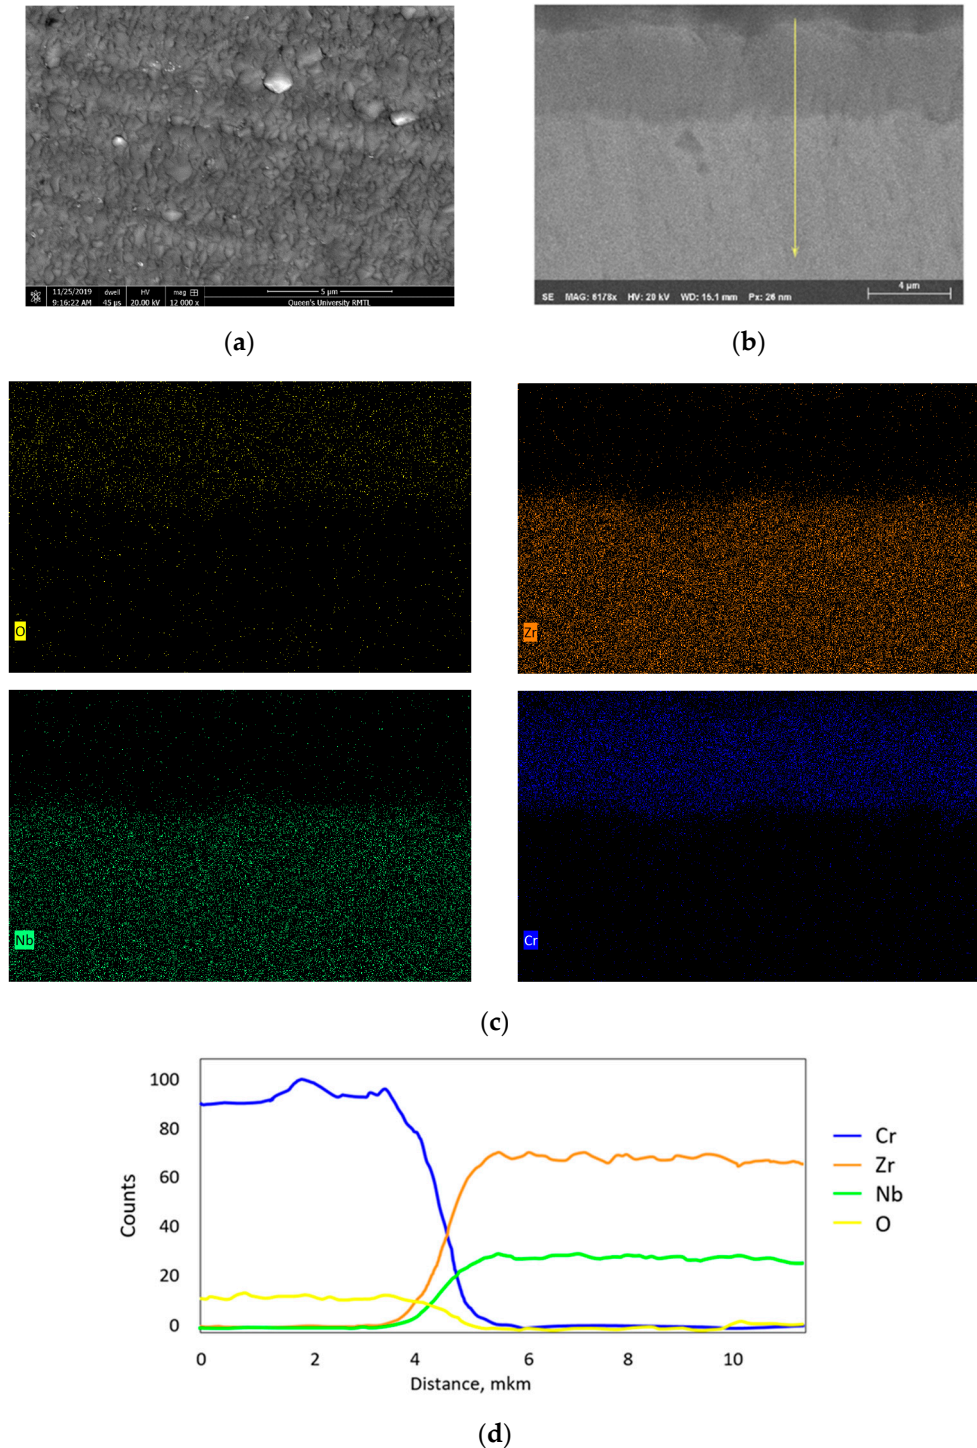 11/25/2019 dwell HV mag 5 µm
9:16:22 AM 45 µs 20.00 kV 12 000 x Queen's University RMTL
SE MAG: 6178x HV: 20 kV WD: 15.1 mm Px: 26 nm 4 µm
(a) (b)
O Zr
Nb Cr
(c)
100
80
60
40
20
0
Counts
0 2 4 6 8 10
Distance, mkm
Cr
Zr
Nb
O
(d)